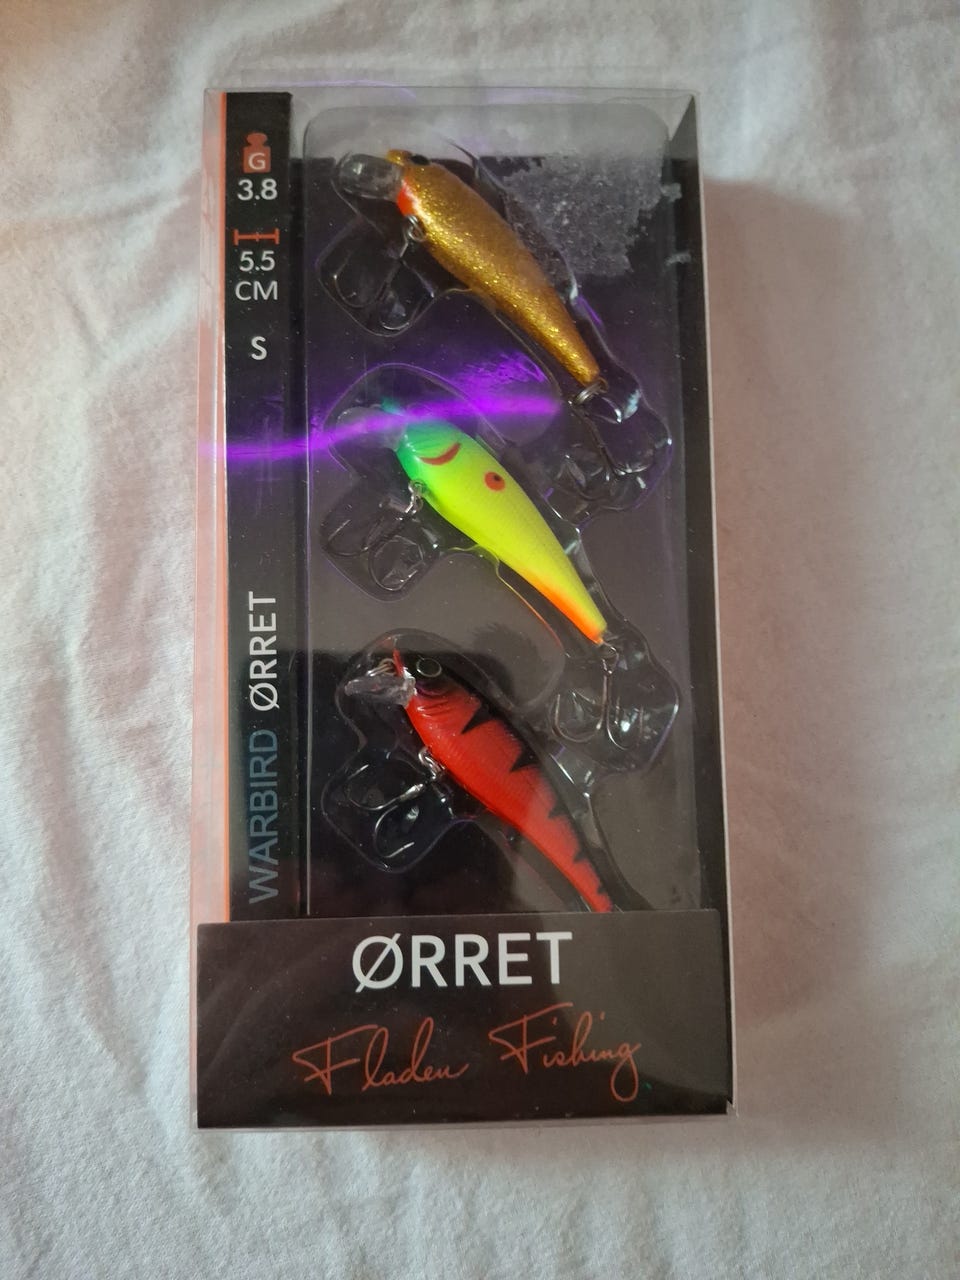 G
3.8
5.5
CM
S
WARBIRD ØRRET
ØRRET
Fladen Fishing